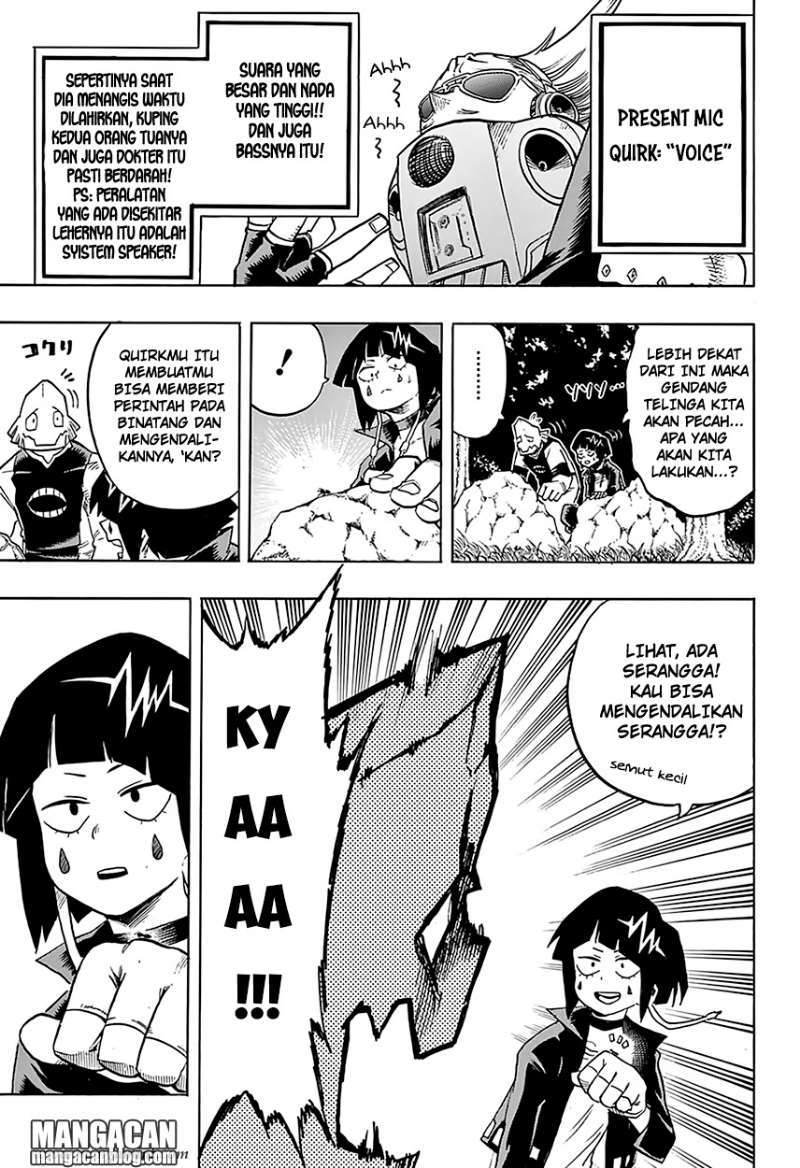 PRESENT MIC
QUIRK: "VOICE"
Ahhh
Ahhh
SUARA YANG
BESAR DAN NADA
YANG TINGGI!!
DAN JUGA
BASSNYA ITU!
SEPERTINYA SAAT
DIA MENANGIS WAKTU
DILAHIRKAN, KUPING
KEDUA ORANG TUANYA
DAN JUGA DOKTER ITU
PASTI BERDARAH!
PS: PERALATAN
YANG ADA DISEKITAR
LEHERNYA ITU ADALAH
SYISTEM SPEAKER!
LEBIH DEKAT
DARI INI MAKA
GENDANG
TELINGA KITA
AKAN PECAH...
APA YANG
AKAN KITA
LAKUKAN...?
..........
!
QUIRKMU ITU
MEMBUATMU
BISA MEMBERI
PERINTAH PADA
BINATANG DAN
MENGENDALI-
KANNYA, 'KAN?
コクリ
LIHAT, ADA
SERANGGA!
KAU BISA
MENGENDALIKAN
SERANGGA!?
semut kecil
KY
AA
AA
!!!
MANGACAN
mangacanblog.com